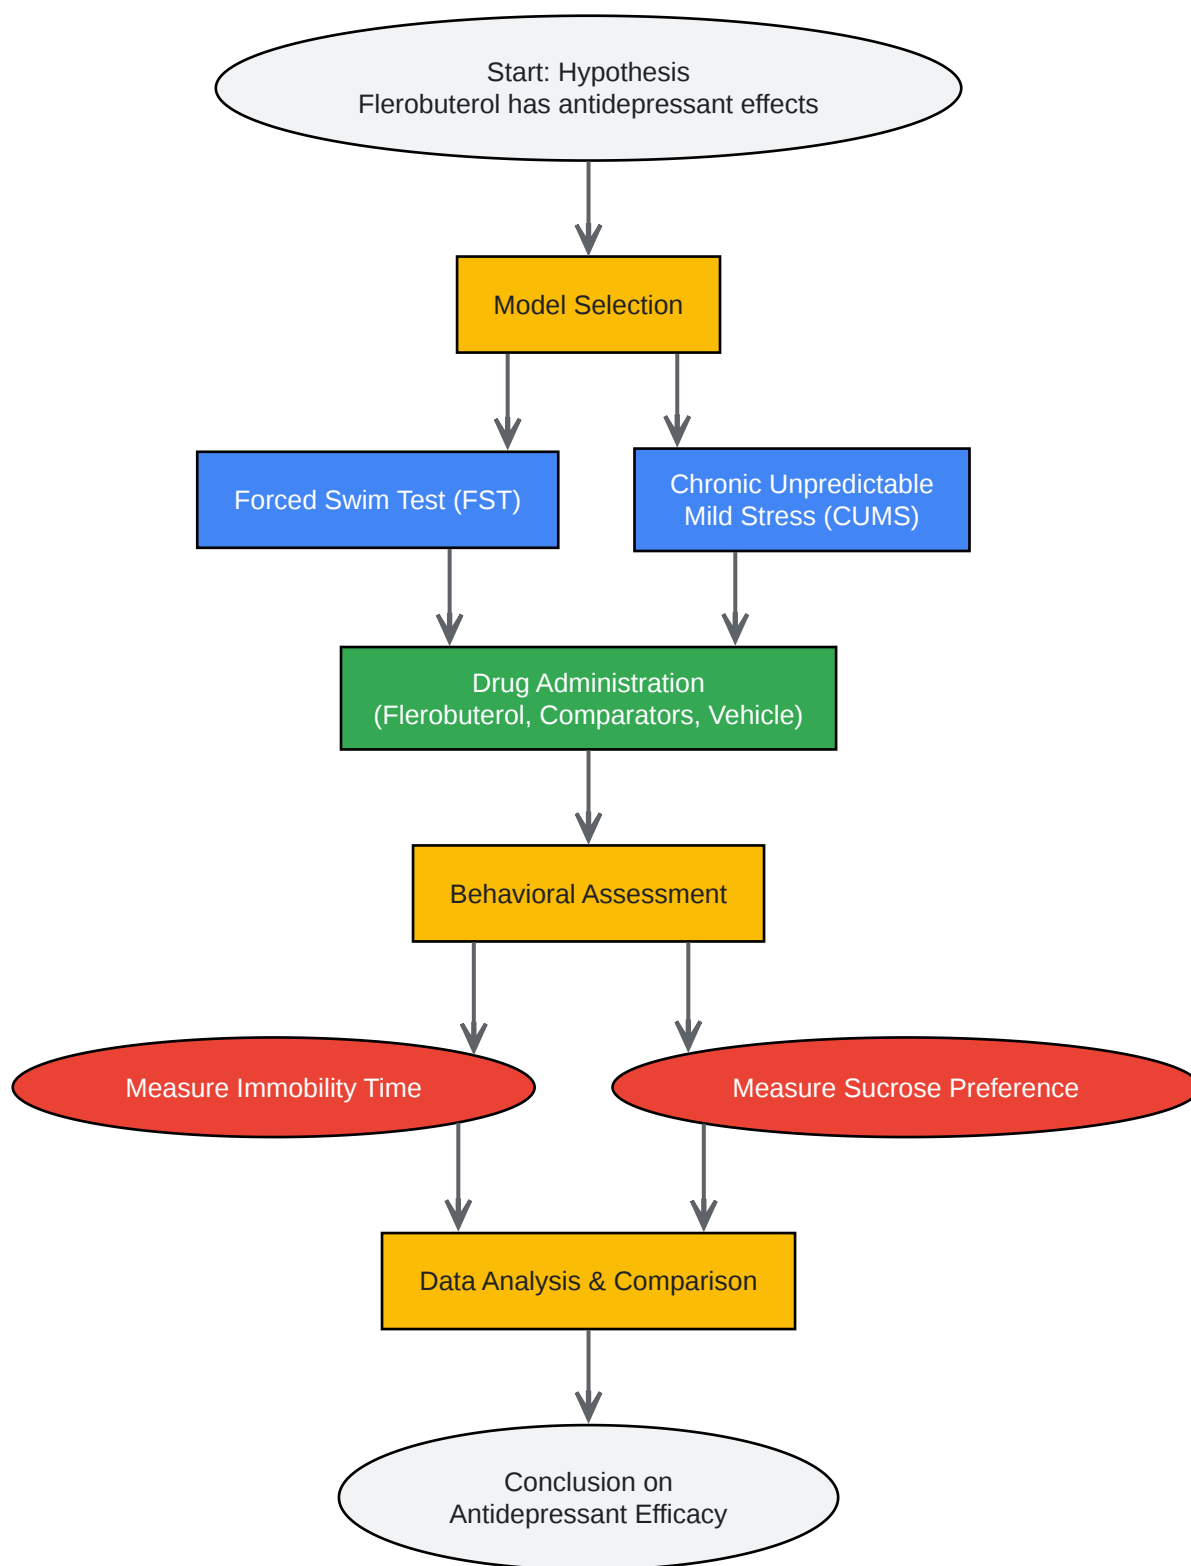 Start: Hypothesis
Flerobuterol has antidepressant effects
Model Selection
Forced Swim Test (FST)
Chronic Unpredictable
Mild Stress (CUMS)
Drug Administration
(Flerobuterol, Comparators, Vehicle)
Behavioral Assessment
Measure Immobility Time
Measure Sucrose Preference
Data Analysis & Comparison
Conclusion on
Antidepressant Efficacy